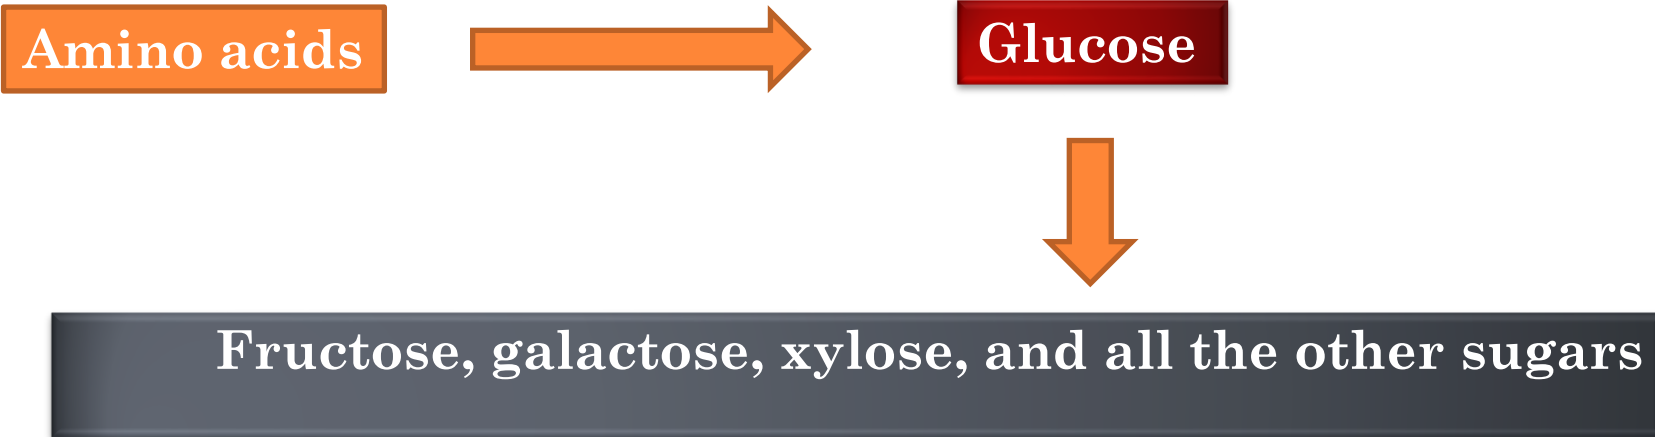 Amino acids
Glucose
Fructose, galactose, xylose, and all the other sugars